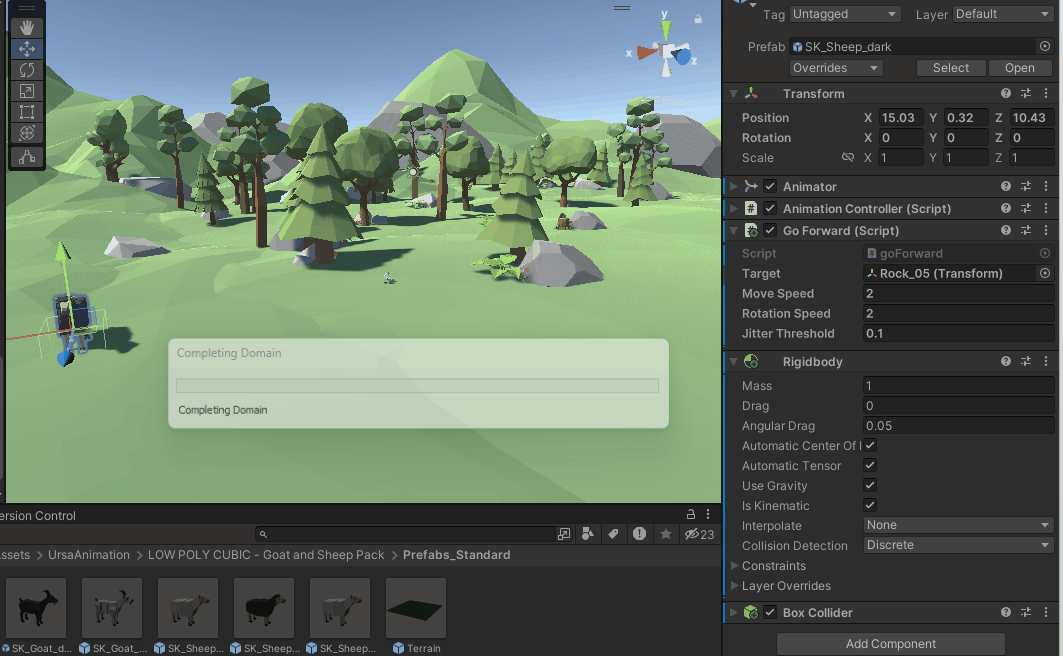 Tag Untagged Layer Default
Prefab SK_Sheep_dark
Overrides Select Open
Transform
Position X 15.03 Y 0.32 Z 10.43
Rotation X 0 Y 0 Z 0
Scale X 1 Y 1 Z 1
Animator
Animation Controller (Script)
Go Forward (Script)
Script goForward
Target Rock_05 (Transform)
Move Speed 2
Rotation Speed 2
Jitter Threshold 0.1
Rigidbody
Mass 1
Drag 0
Angular Drag 0.05
Automatic Center Of
Automatic Tensor
Use Gravity
Is Kinematic
Interpolate None
Collision Detection Discrete
Constraints
Layer Overrides
Box Collider
Add Component
y
x
z
Completing Domain
Completing Domain
ersion Control
23
ssets > UrsaAnimation > LOW POLY CUBIC - Goat and Sheep Pack > Prefabs_Standard
SK_Goat_d... SK_Goat_... SK_Sheep... SK_Sheep... SK_Sheep... Terrain